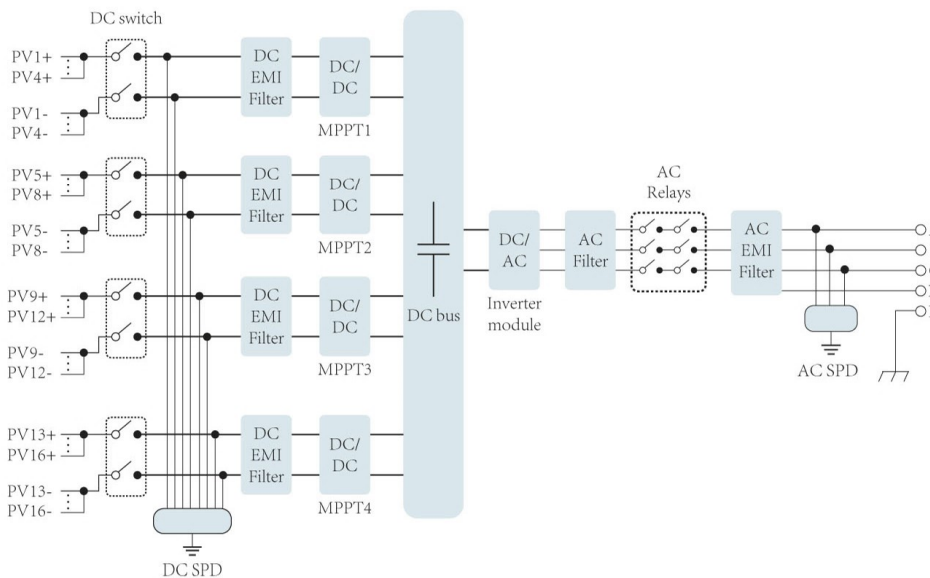 DC switch
PV1+
PV4+
PV1-
PV4-
DC
EMI
Filter
DC/
DC
MPPT1
PV5+
PV8+
PV5-
PV8-
DC
EMI
Filter
DC/
DC
MPPT2
PV9+
PV12+
PV9-
PV12-
DC
EMI
Filter
DC/
DC
MPPT3
PV13+
PV16+
PV13-
PV16-
DC
EMI
Filter
DC/
DC
MPPT4
DC SPD
DC bus
DC/
AC
Inverter
module
AC
Filter
AC
Relays
AC
EMI
Filter
AC SPD